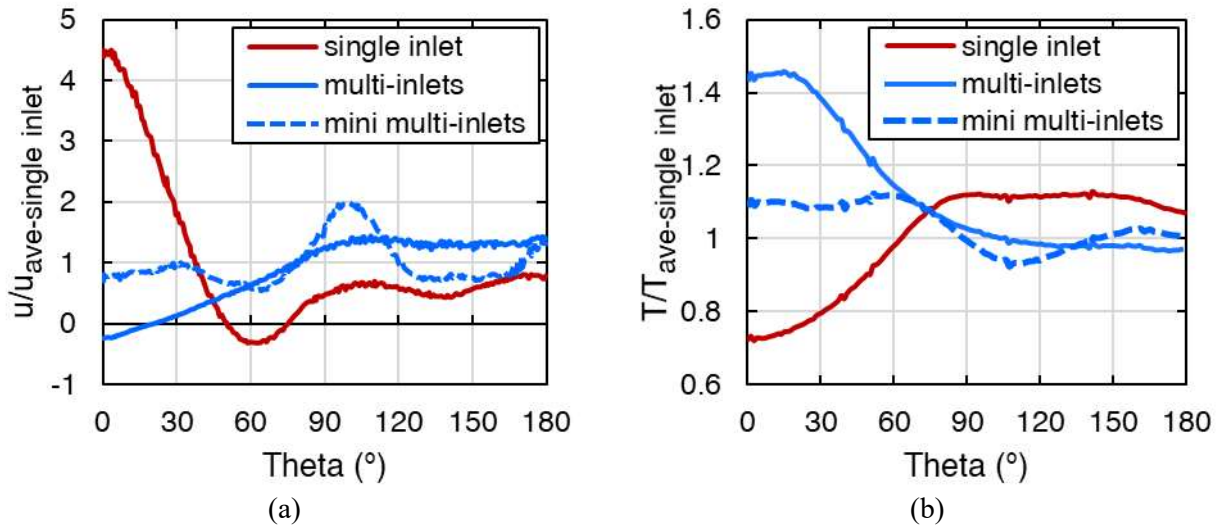 5
4
3
2
1
0
-1
u/u_ave-single inlet
single inlet
multi-inlets
mini multi-inlets
0 30 60 90 120 150 180
Theta (º)
(a)
1.6
1.4
1.2
1
0.8
0.6
T/T_ave-single inlet
single inlet
multi-inlets
mini multi-inlets
0 30 60 90 120 150 180
Theta (º)
(b)